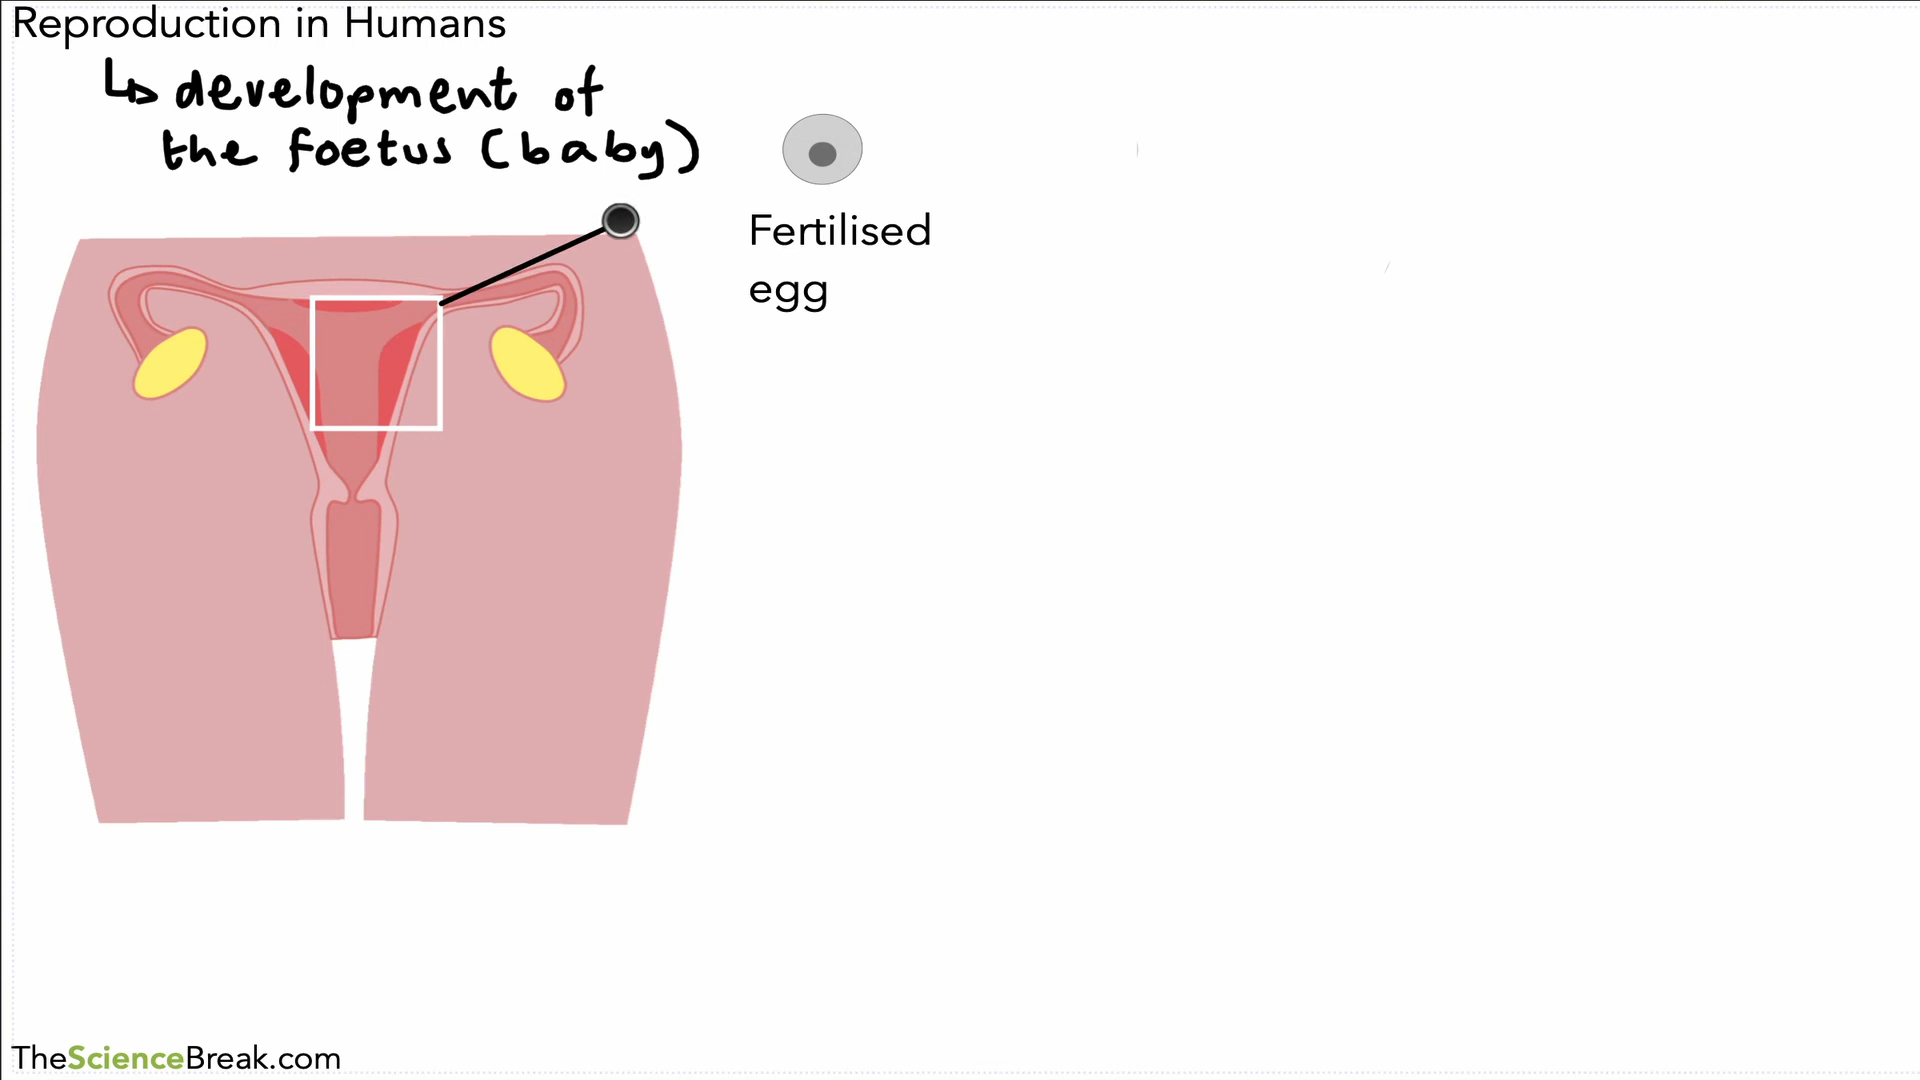 Reproduction in Humans
↳ development of
the foetus (baby)
Fertilised
egg
TheScienceBreak.com